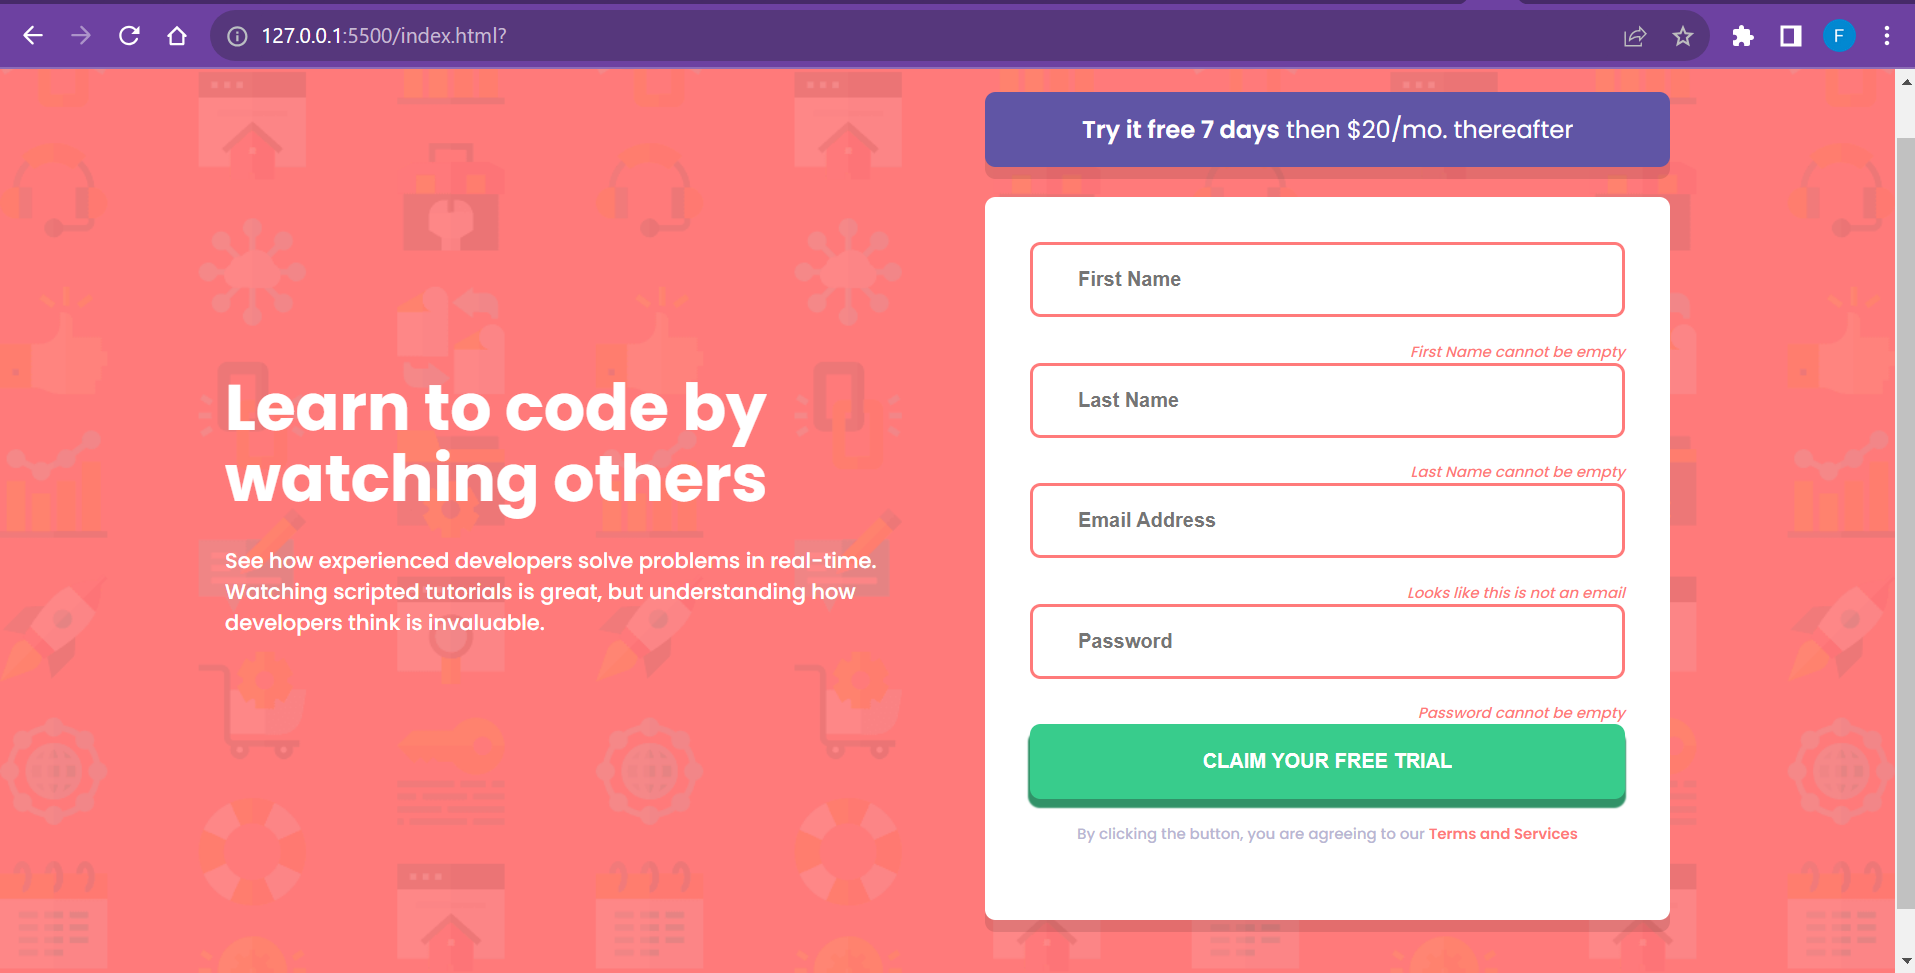 127.0.0.1:5500/index.html?
F
Try it free 7 days then $20/mo. thereafter
Learn to code by
watching others
See how experienced developers solve problems in real-time.
Watching scripted tutorials is great, but understanding how
developers think is invaluable.
First Name
First Name cannot be empty
Last Name
Last Name cannot be empty
Email Address
Looks like this is not an email
Password
Password cannot be empty
CLAIM YOUR FREE TRIAL
By clicking the button, you are agreeing to our Terms and Services